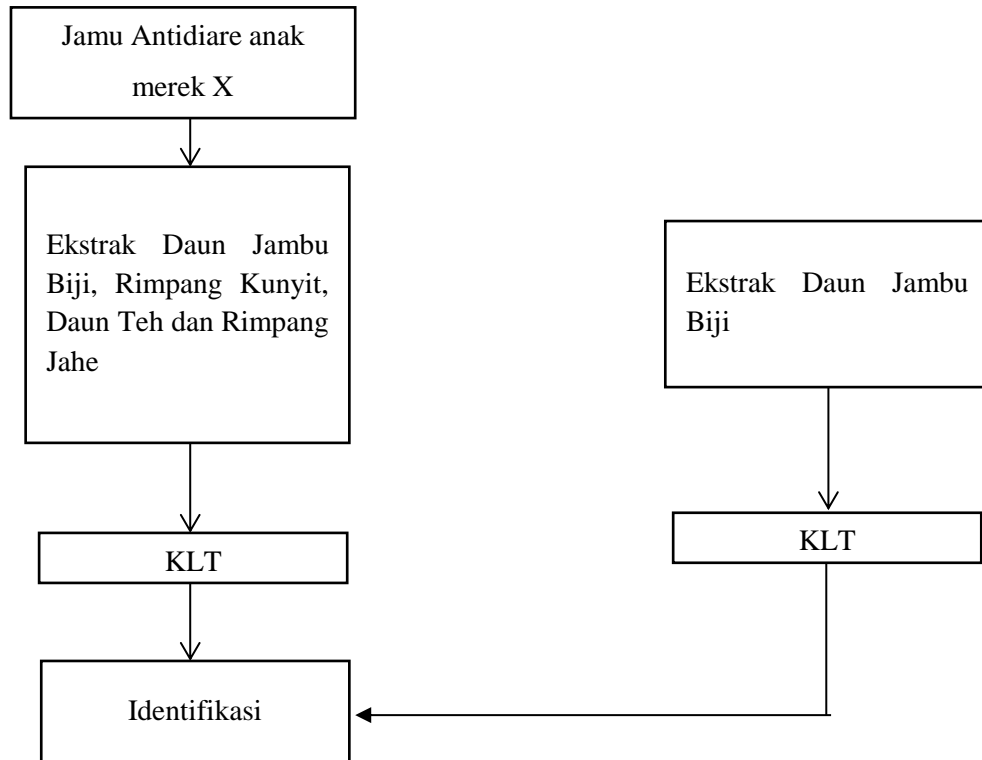 Jamu Antidiare anak
merek X
Ekstrak Daun Jambu
Biji, Rimpang Kunyit,
Daun Teh dan Rimpang
Jahe
Ekstrak Daun Jambu
Biji
KLT
KLT
Identifikasi